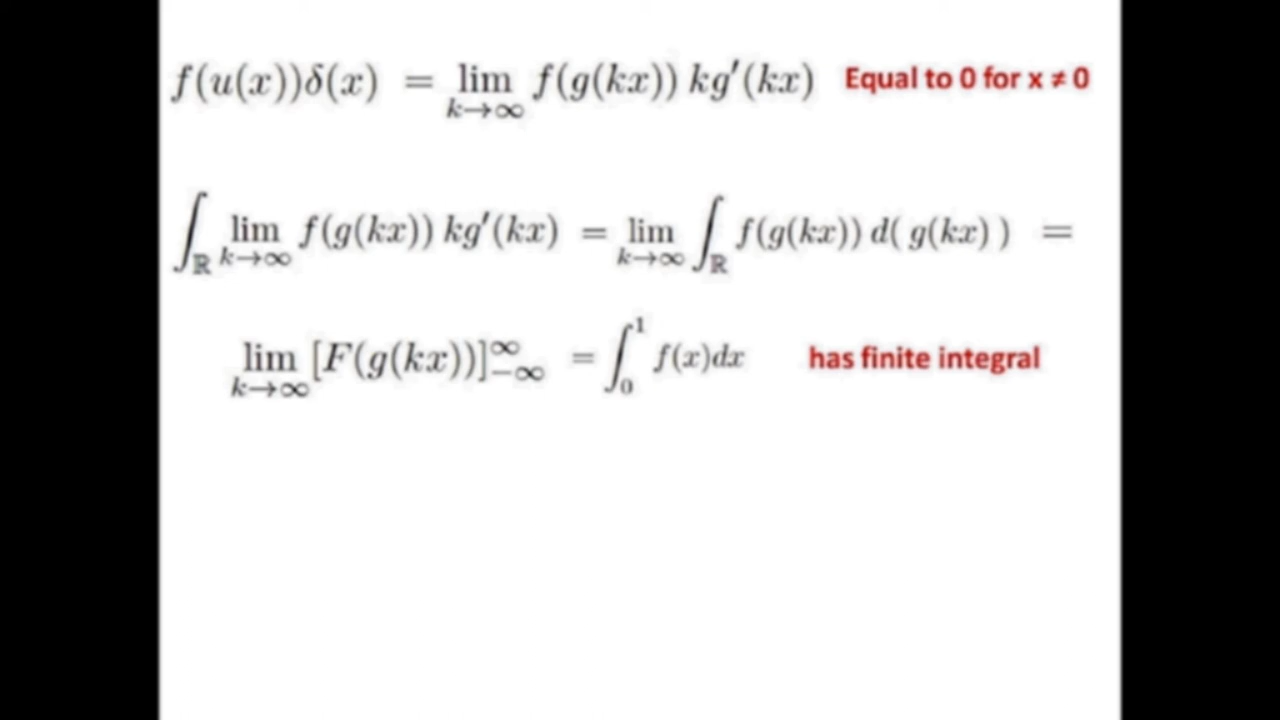 f(u(x))δ(x) = lim_{k→∞} f(g(kx)) kg′(kx) Equal to 0 for x ≠ 0
∫_ℝ lim_{k→∞} f(g(kx)) kg′(kx) = lim_{k→∞} ∫_ℝ f(g(kx)) d( g(kx) ) =
lim_{k→∞} [F(g(kx))]_{−∞}^{∞} = ∫_0^1 f(x)dx has finite integral